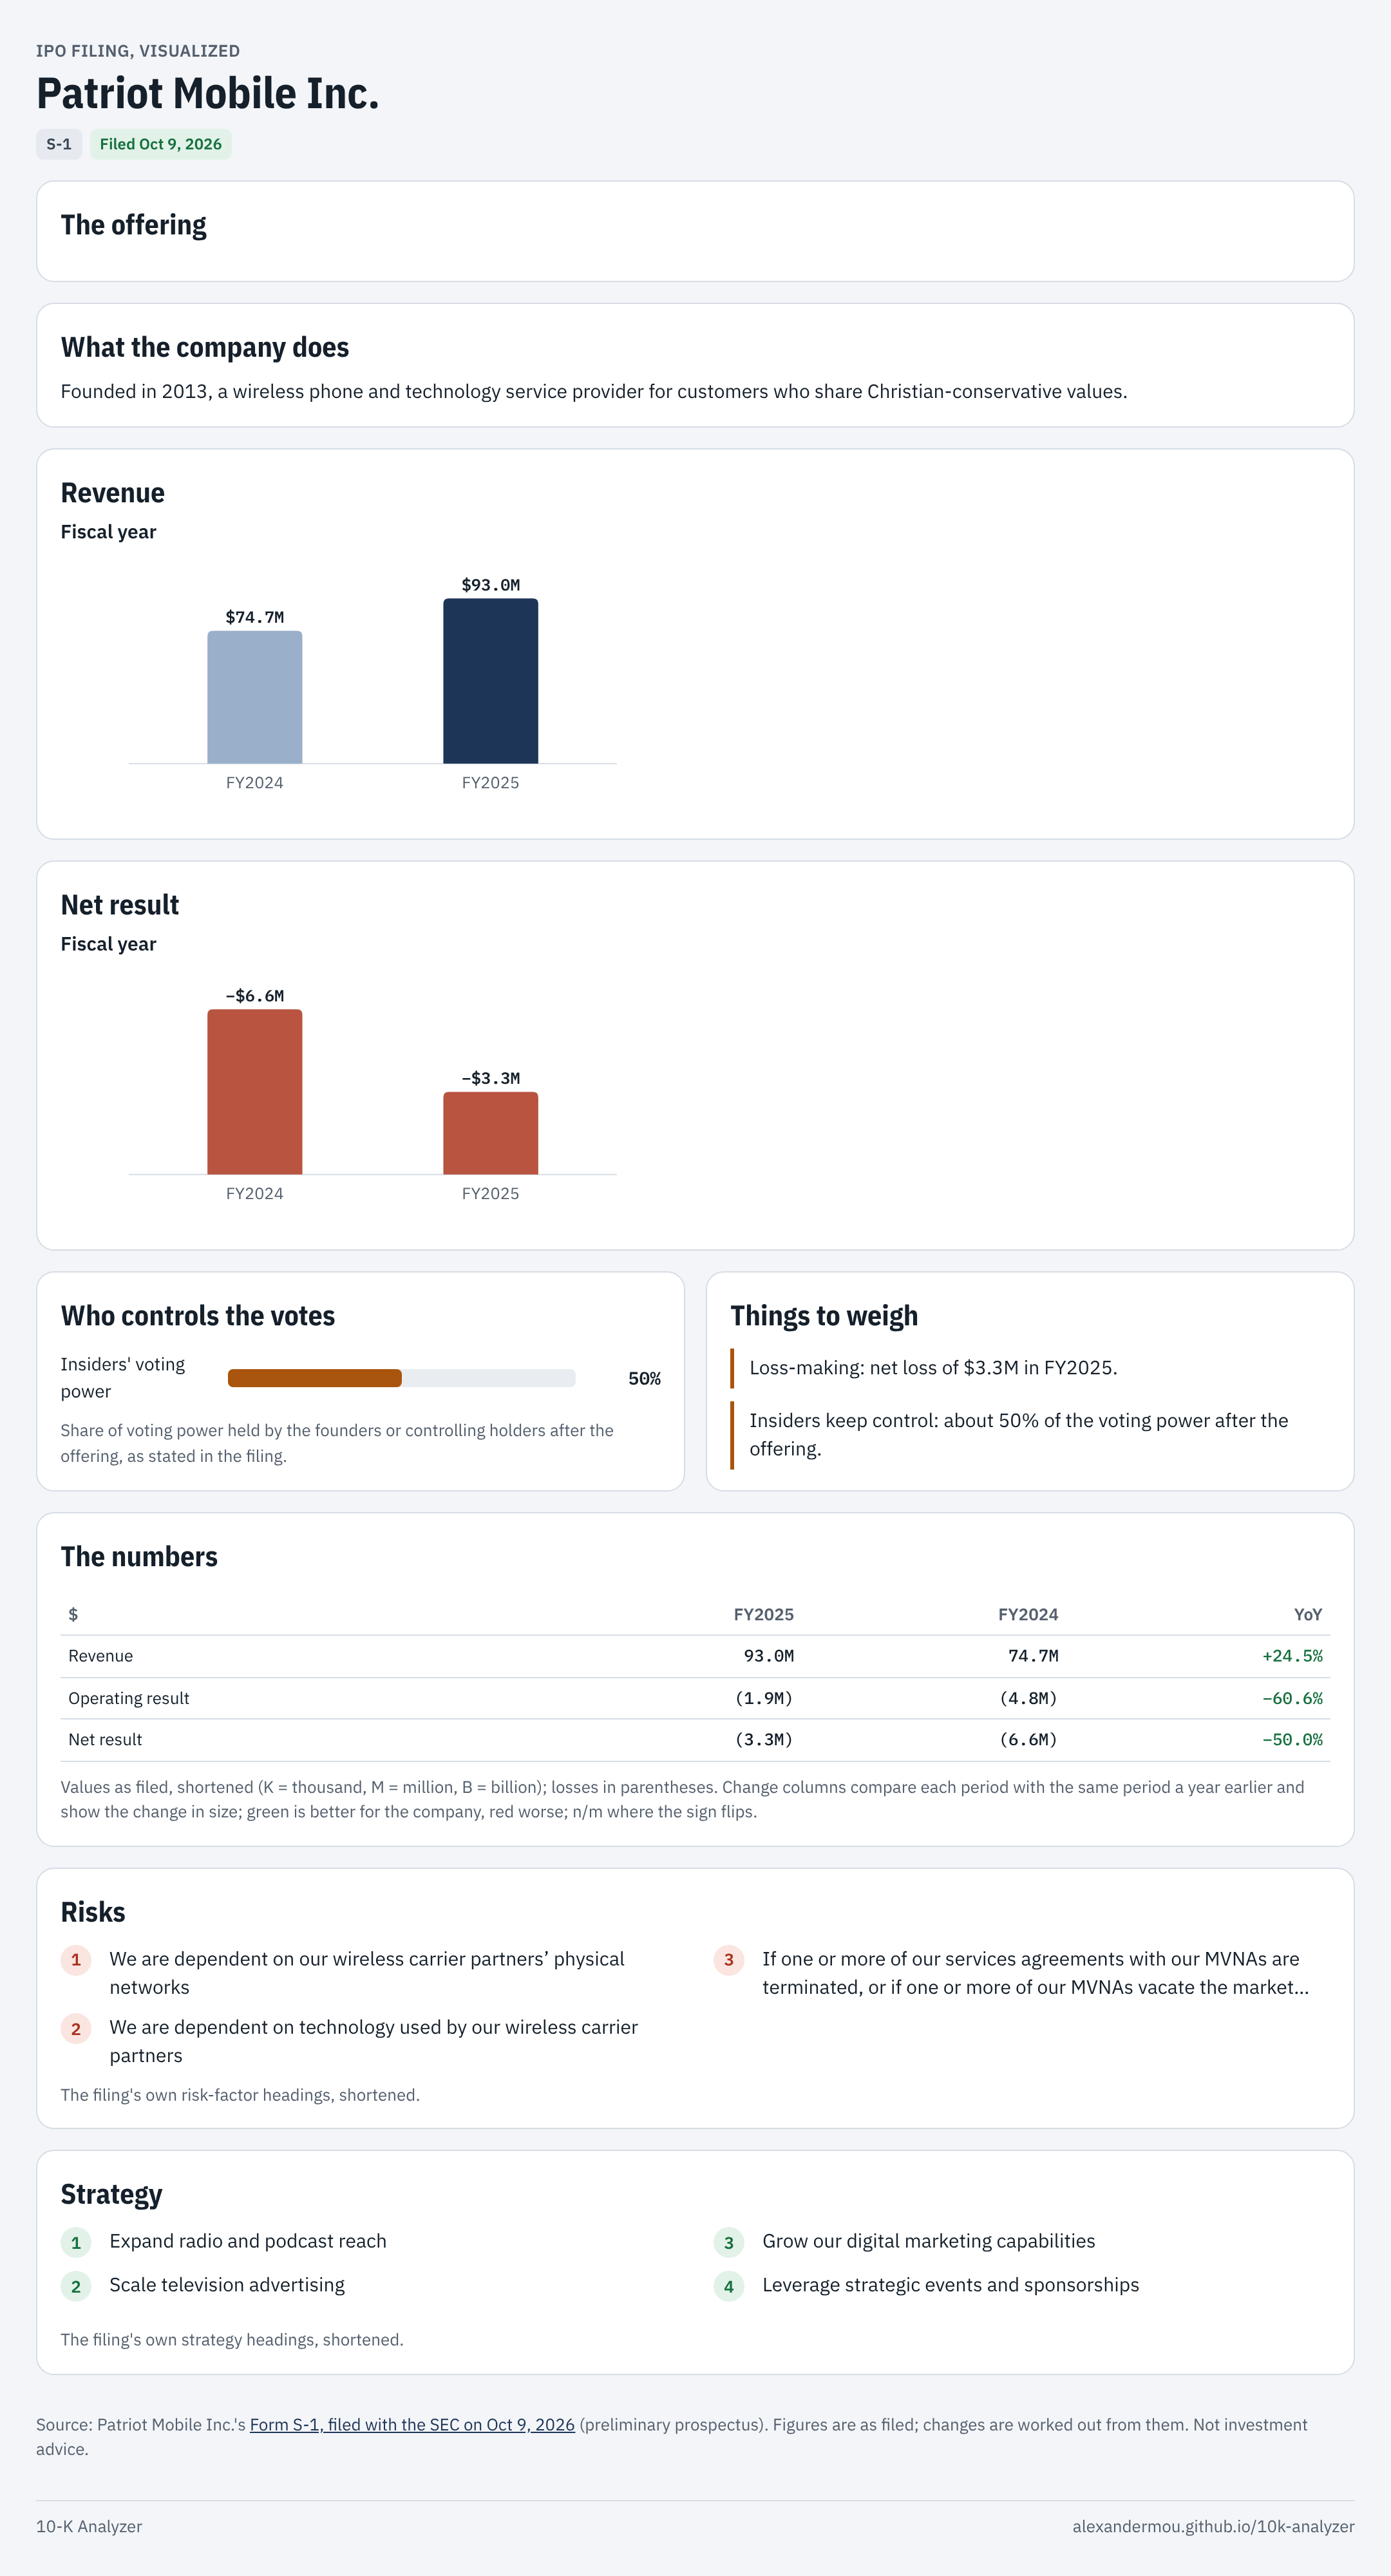 IPO FILING, VISUALIZED
Patriot Mobile Inc.
S-1 Filed Oct 9, 2026
The offering
What the company does
Founded in 2013, a wireless phone and technology service provider for customers who share Christian-conservative values.
Revenue
Fiscal year
$74.7M
$93.0M
FY2024
FY2025
Net result
Fiscal year
−$6.6M
−$3.3M
FY2024
FY2025
Who controls the votes
Insiders' voting
power
50%
Share of voting power held by the founders or controlling holders after the
offering, as stated in the filing.
Things to weigh
Loss-making: net loss of $3.3M in FY2025.
Insiders keep control: about 50% of the voting power after the
offering.
The numbers
$ FY2025 FY2024 YoY
Revenue 93.0M 74.7M +24.5%
Operating result (1.9M) (4.8M) −60.6%
Net result (3.3M) (6.6M) −50.0%
Values as filed, shortened (K = thousand, M = million, B = billion); losses in parentheses. Change columns compare each period with the same period a year earlier and
show the change in size; green is better for the company, red worse; n/m where the sign flips.
Risks
1 We are dependent on our wireless carrier partners’ physical
networks
2 We are dependent on technology used by our wireless carrier
partners
3 If one or more of our services agreements with our MVNAs are
terminated, or if one or more of our MVNAs vacate the market…
The filing's own risk-factor headings, shortened.
Strategy
1 Expand radio and podcast reach
2 Scale television advertising
3 Grow our digital marketing capabilities
4 Leverage strategic events and sponsorships
The filing's own strategy headings, shortened.
Source: Patriot Mobile Inc.'s Form S-1, filed with the SEC on Oct 9, 2026 (preliminary prospectus). Figures are as filed; changes are worked out from them. Not investment
advice.
10-K Analyzer
alexandermou.github.io/10k-analyzer